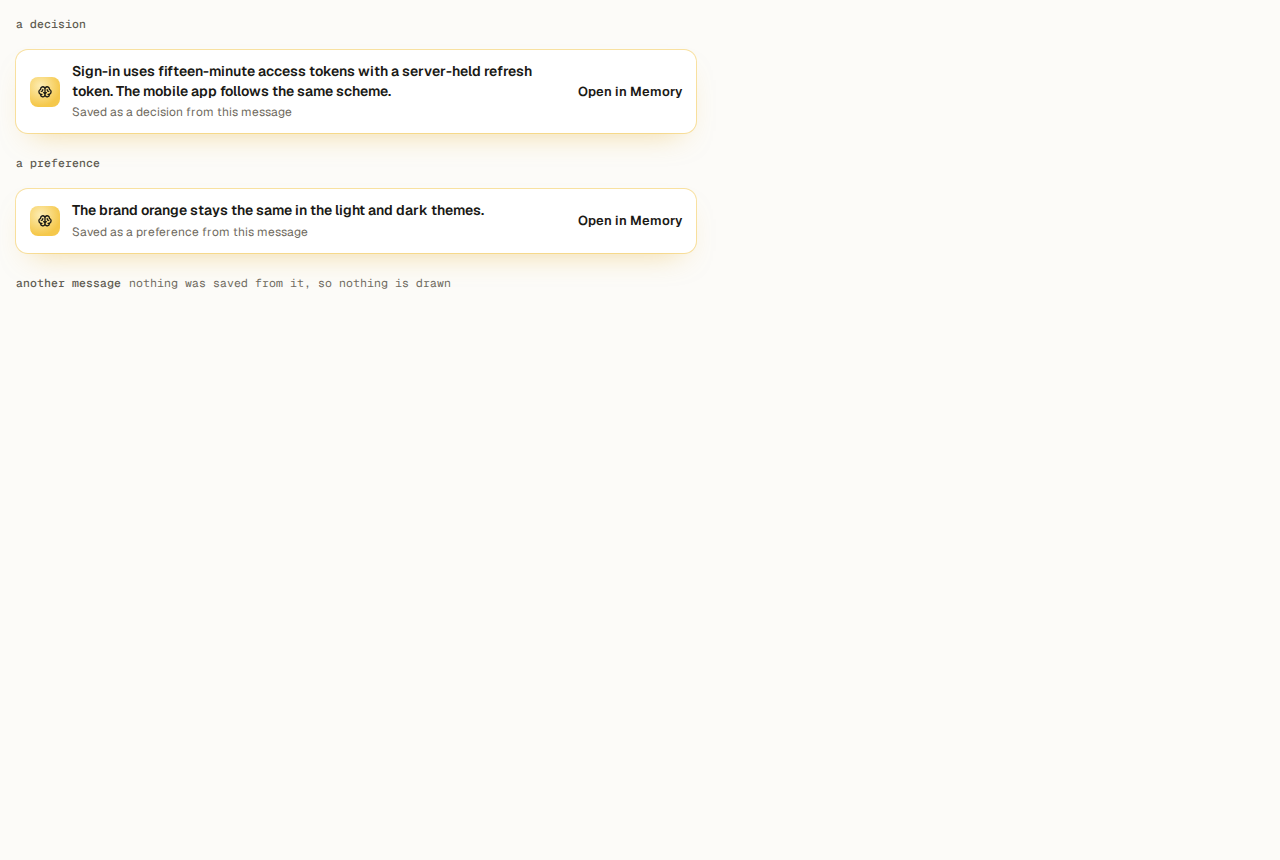 a decision
Sign-in uses fifteen-minute access tokens with a server-held refresh
token. The mobile app follows the same scheme.
Saved as a decision from this message
Open in Memory
a preference
The brand orange stays the same in the light and dark themes.
Saved as a preference from this message
Open in Memory
another message nothing was saved from it, so nothing is drawn